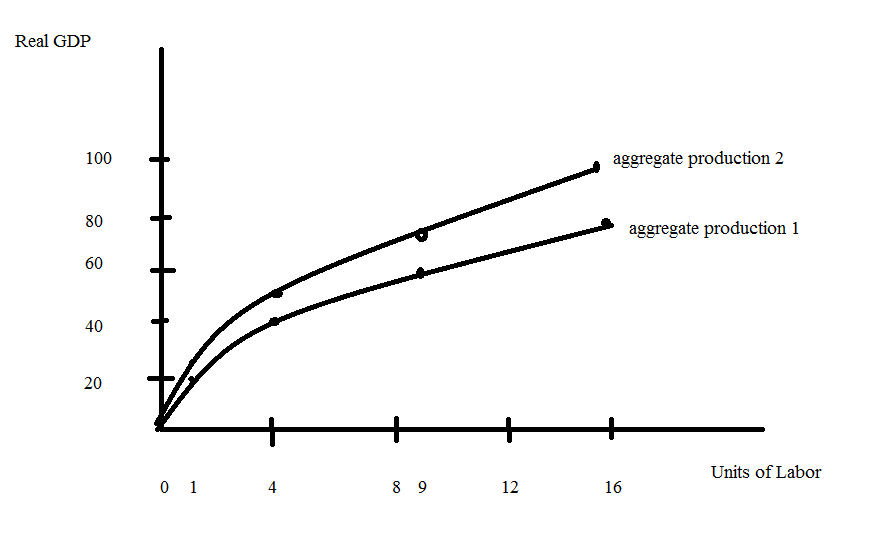 Real GDP
100
aggregate production 2
80
aggregate production 1
60
40
20
0 1 4 8 9 12 16
Units of Labor